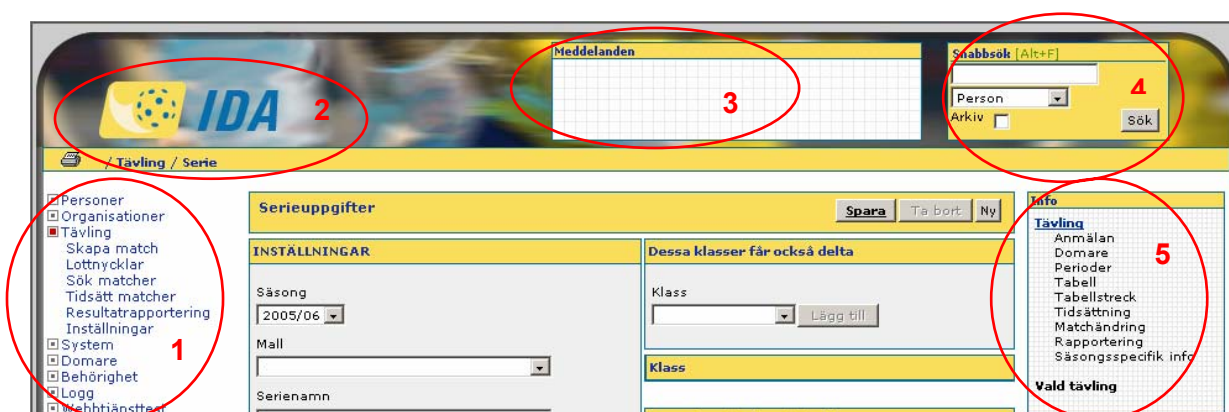 Meddelanden
Snabbsök [Alt+F]
Person
Arkiv
Sök
IDA
2
3
4
/ Tävling / Serie
Personer
Organisationer
Tävling
Skapa match
Lottnycklar
Sök matcher
Tidsätt matcher
Resultatrapportering
Inställningar
System
Domare
Behörighet
Logg
Webbtjänsttest
1
Serieuppgifter
Spara
Ta bort
Ny
INSTÄLLNINGAR
Säsong
2005/06
Mall
Serienamn
Dessa klasser får också delta
Klass
Lägg till
Klass
Info
Tävling
Anmälan
Domare
Perioder
Tabell
Tabellstreck
Tidsättning
Matchändring
Rapportering
Säsongsspecifik info
Vald tävling
5